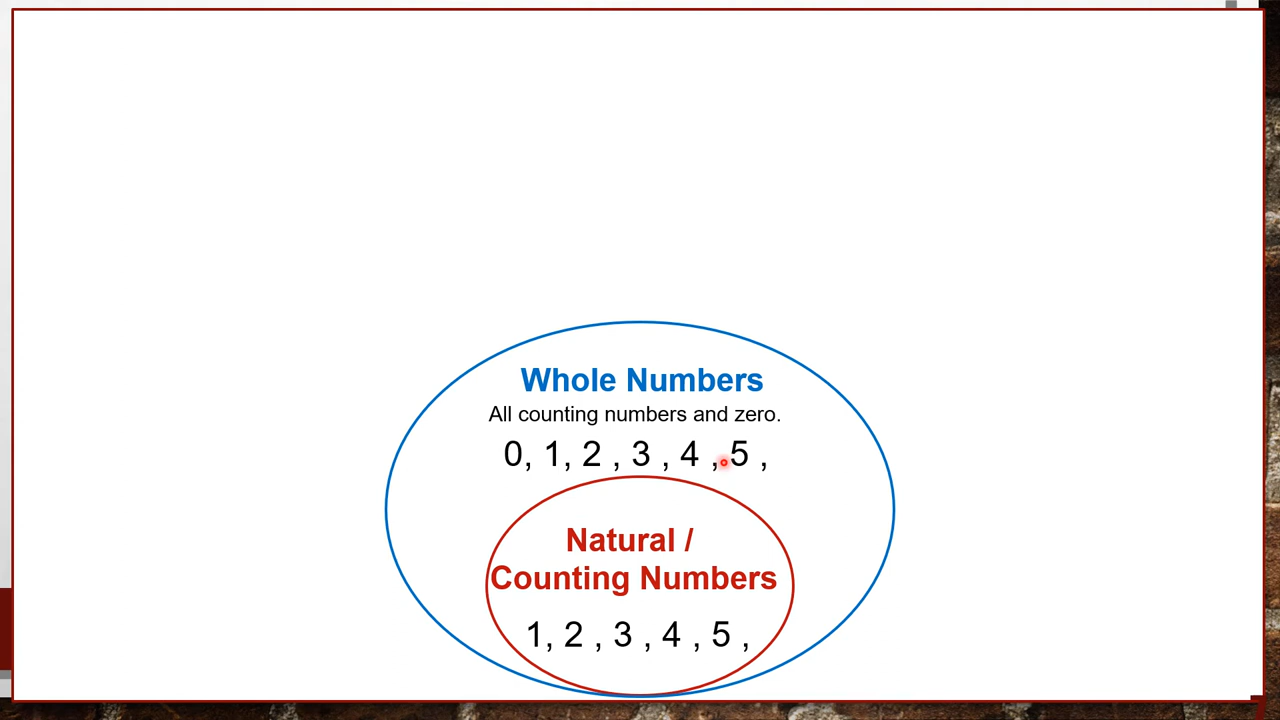 Whole Numbers
All counting numbers and zero.
0, 1, 2 , 3 , 4 , 5 ,
Natural /
Counting Numbers
1, 2 , 3 , 4 , 5 ,